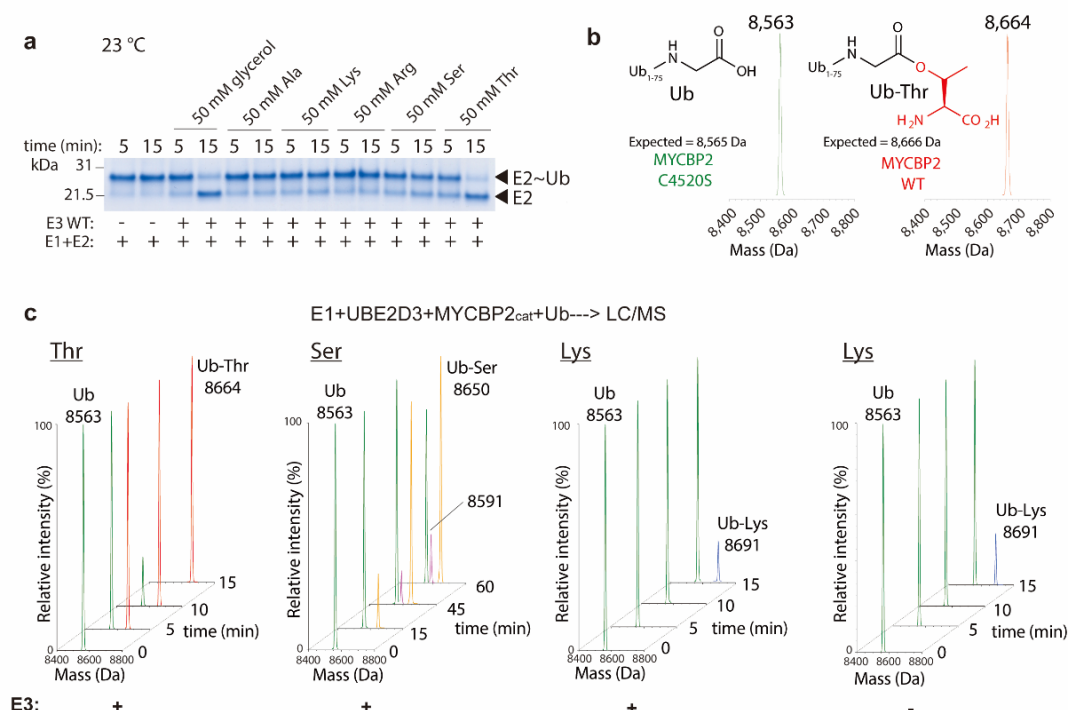 a
23 °C
50 mM glycerol
50 mM Ala
50 mM Lys
50 mM Arg
50 mM Ser
50 mM Thr
time (min): 5 15 5 15 5 15 5 15 5 15 5 15 5 15
kDa
31
E2~Ub
21.5
E2
E3 WT: - - + + + + + + + + + + + +
E1+E2: + + + + + + + + + + + + + +
b
8,563
8,664
H
N
O
OH
Ub1-75
Ub
H
N
O
O
Ub1-75
Ub-Thr
H2N
CO2H
Expected = 8,565 Da
MYCBP2
C4520S
Expected = 8,666 Da
MYCBP2
WT
8,400 8,500 8,600 8,700 8,800
Mass (Da)
8,400 8,500 8,600 8,700 8,800
Mass (Da)
c
E1+UBE2D3+MYCBP2cat+Ub---> LC/MS
Thr
Ub
8563
Ub-Thr
8664
100
50
0
Relative intensity (%)
8400 8600 8800
Mass (Da)
0
5
10
15
time (min)
Ser
Ub
8563
Ub-Ser
8650
8591
100
50
0
Relative intensity (%)
8400 8600 8800
Mass (Da)
0
15
45
60
time (min)
Lys
Ub
8563
Ub-Lys
8691
100
50
0
Relative intensity (%)
8400 8600 8800
Mass (Da)
0
5
10
15
time (min)
Lys
Ub
8563
Ub-Lys
8691
100
50
0
Relative intensity (%)
8400 8600 8800
Mass (Da)
0
5
10
15
time (min)
E3: + + + -